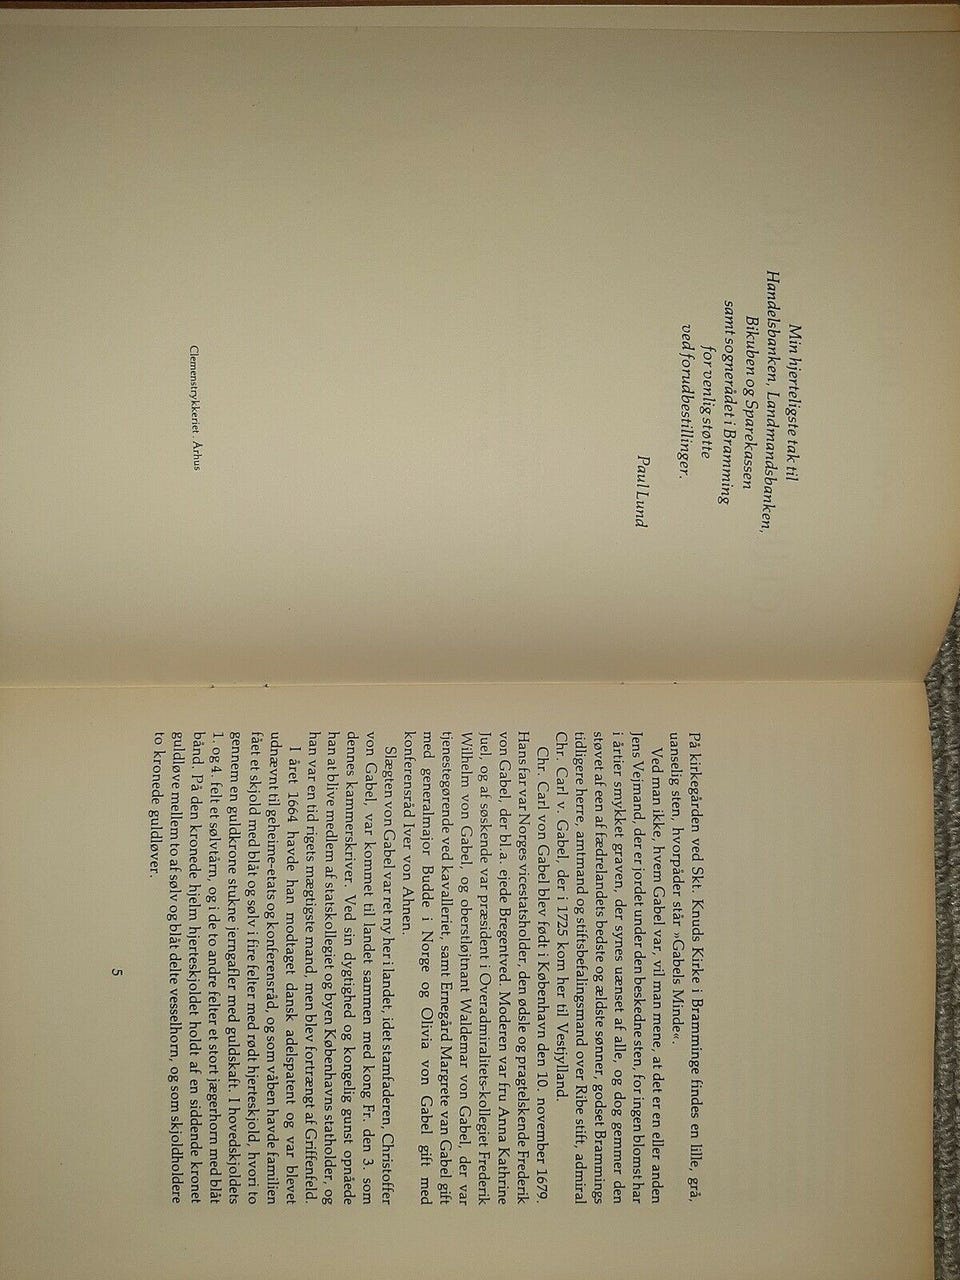 Min hjerteligste tak til
Handelsbanken, Landmandsbanken,
Bikuben og Sparekassen
samt sognerådet i Bramming
for venlig støtte
ved forudbestillinger.
Paul Lund
Clemenstrykkeriet . Århus
På kirkegården ved Skt. Knuds Kirke i Bramminge findes en lille, grå,
uanselig sten, hvorpåder står »Gabels Minde«.
Ved man ikke, hvem Gabel var, vil man mene, at det er en eller anden
Jens Vejmand, der er jordet under den beskedne sten, for ingen blomst har
i årtier smykket graven, der synes uænset af alle, og dog gemmer den
støvet af een af fædrelandets bedste og ældste sønner, godset Brammings
tidligere herre, amtmand og stiftsbefalingsmand over Ribe stift, admiral
Chr. Carl v. Gabel, der i 1725 kom her til Vestjylland.
Chr. Carl von Gabel blev født i København den 10. november 1679.
Hans far var Norges vicestatsholder, den ødsle og pragtelskende Frederik
von Gabel, der bl.a. ejede Bregentved. Moderen var fru Anna Kathrine
Juel, og af søskende var præsident i Overadmiralitets-kollegiet Frederik
Wilhelm von Gabel, og oberstløjtnant Waldemar von Gabel, der var
tjenestegørende ved kavalleriet, samt Ernegård Margrete van Gabel gift
med generalmajor Budde i Norge og Olivia von Gabel gift med
konferensråd Iver von Ahnen.
Slægten von Gabel var ret ny her i landet, idet stamfaderen, Christoffer
von Gabel, var kommet til landet sammen med kong Fr. den 3. som
dennes kammerskriver. Ved sin dygtighed og kongelig gunst opnåede
han at blive medlem af statskollegiet og byen Københavns statholder, og
han var en tid rigets mægtigste mand, men blev fortrængt af Griffenfeld.
I året 1664 havde han modtaget dansk adelspatent og var blevet
udnævnt til geheime-etats og konferensråd, og som våben havde familien
fået et skjold med blåt og sølv i fire felter med rødt hjerteskjold, hvori to
gennem en guldkrone stukne jerngafler med guldskaft. I hovedskjoldets
1. og 4. felt et sølvtårn, og i de to andre felter et stort jægerhorn med blåt
bånd. På den kronede hjelm hjerteskjoldet holdt af en siddende kronet
guldløve mellem to af sølv og blåt delte vesselhorn, og som skjoldholdere
to kronede guldløver.
5